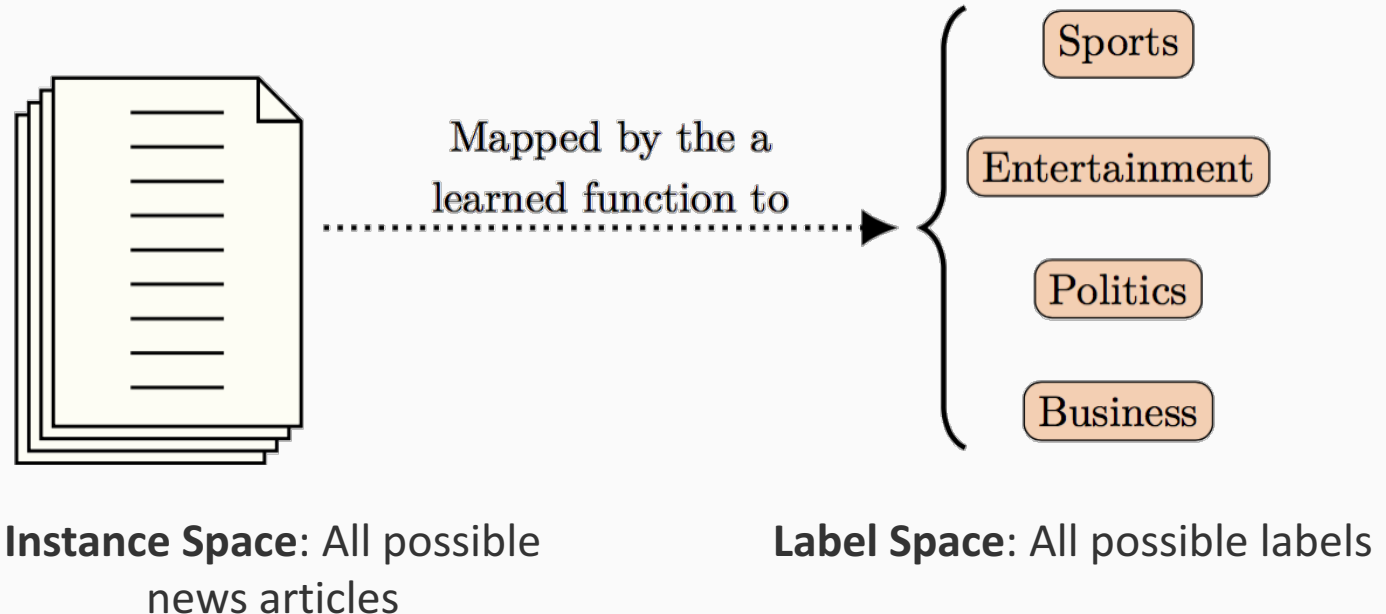 Mapped by the a
learned function to
Sports
Entertainment
Politics
Business
Instance Space: All possible
news articles
Label Space: All possible labels